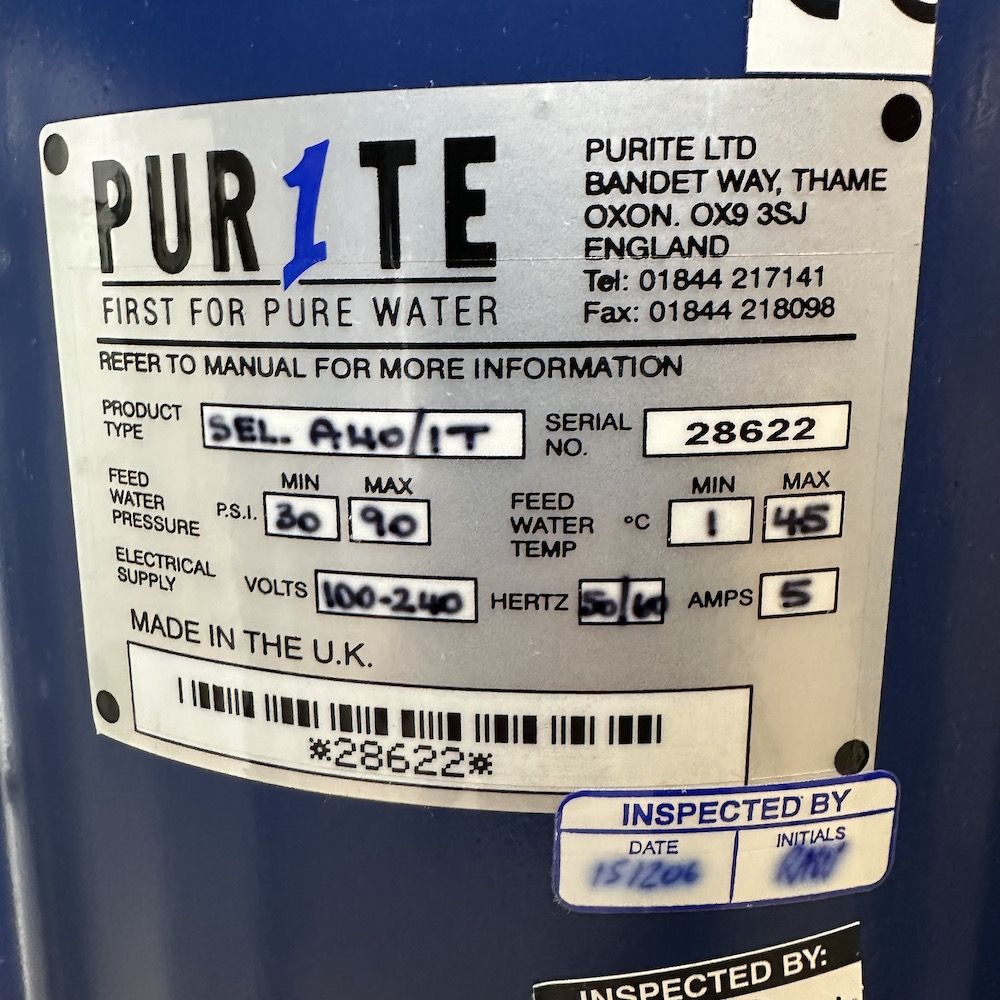 PUR1TE
FIRST FOR PURE WATER
PURITE LTD
BANDET WAY, THAME
OXON. OX9 3SJ
ENGLAND
Tel: 01844 217141
Fax: 01844 218098
REFER TO MANUAL FOR MORE INFORMATION
PRODUCT TYPE SEL. A40/1T SERIAL NO. 28622
FEED WATER PRESSURE P.S.I. MIN 30 MAX 90 FEED WATER TEMP °C MIN 1 MAX 45
ELECTRICAL SUPPLY VOLTS 100-240 HERTZ 50/60 AMPS 5
MADE IN THE U.K.
*28622*
INSPECTED BY
DATE INITIALS
151206
INSPECTED BY: